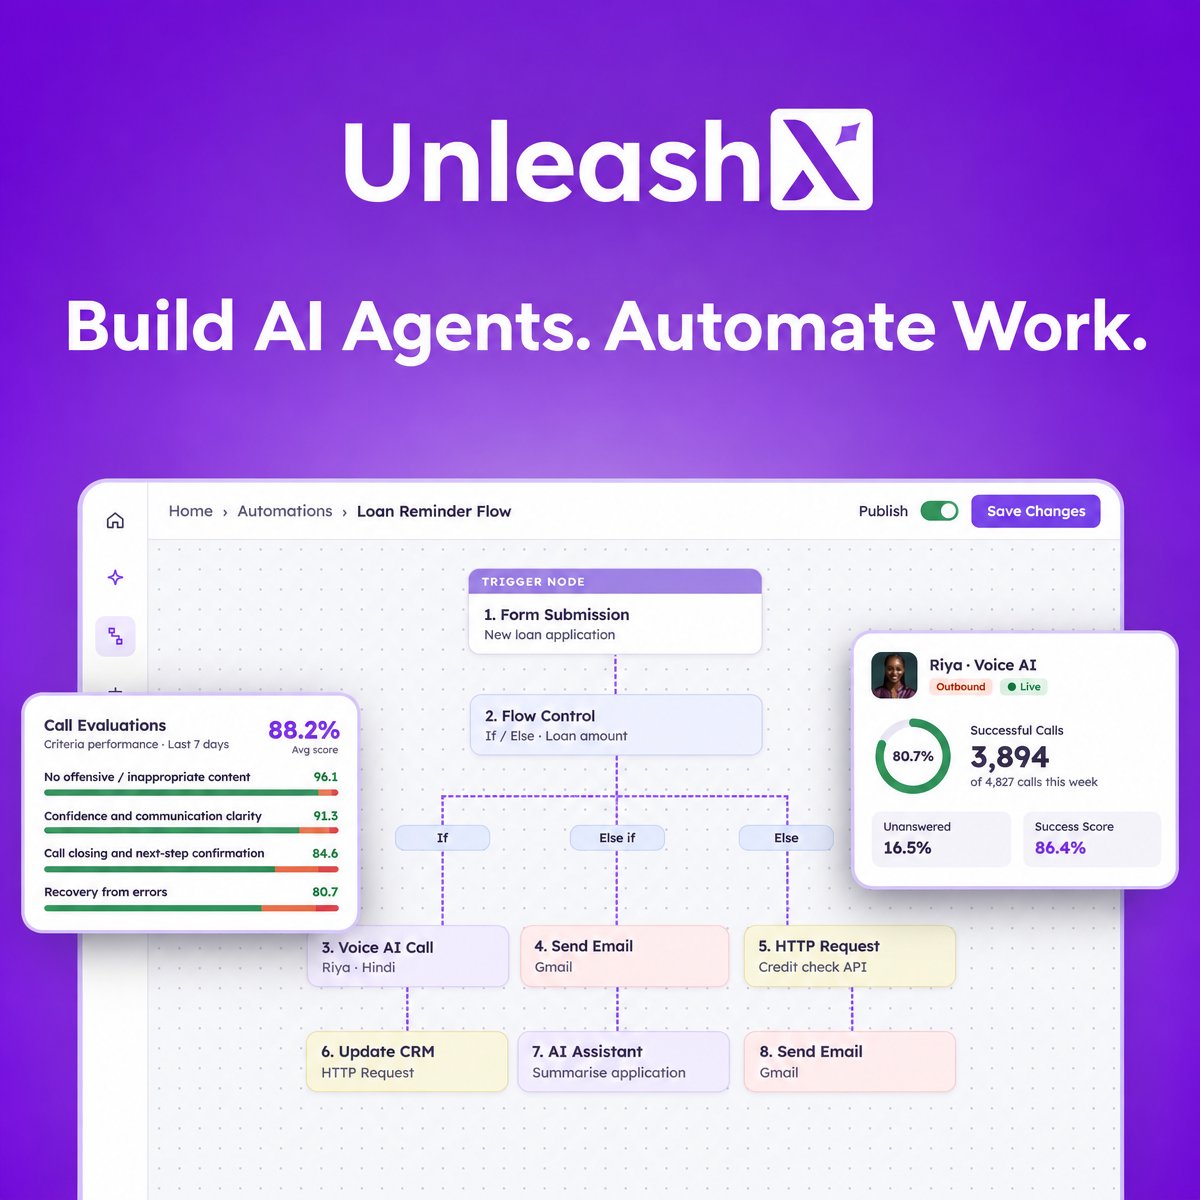 UnleashX
Build AI Agents. Automate Work.
Home › Automations › Loan Reminder Flow
Publish
Save Changes
TRIGGER NODE
1. Form Submission
New loan application
2. Flow Control
If / Else · Loan amount
If
Else if
Else
3. Voice AI Call
Riya · Hindi
4. Send Email
Gmail
5. HTTP Request
Credit check API
6. Update CRM
HTTP Request
7. AI Assistant
Summarise application
8. Send Email
Gmail
Call Evaluations
88.2%
Criteria performance · Last 7 days
Avg score
No offensive / inappropriate content 96.1
Confidence and communication clarity 91.3
Call closing and next-step confirmation 84.6
Recovery from errors 80.7
Riya · Voice AI
Outbound
Live
80.7%
Successful Calls
3,894
of 4,827 calls this week
Unanswered
16.5%
Success Score
86.4%